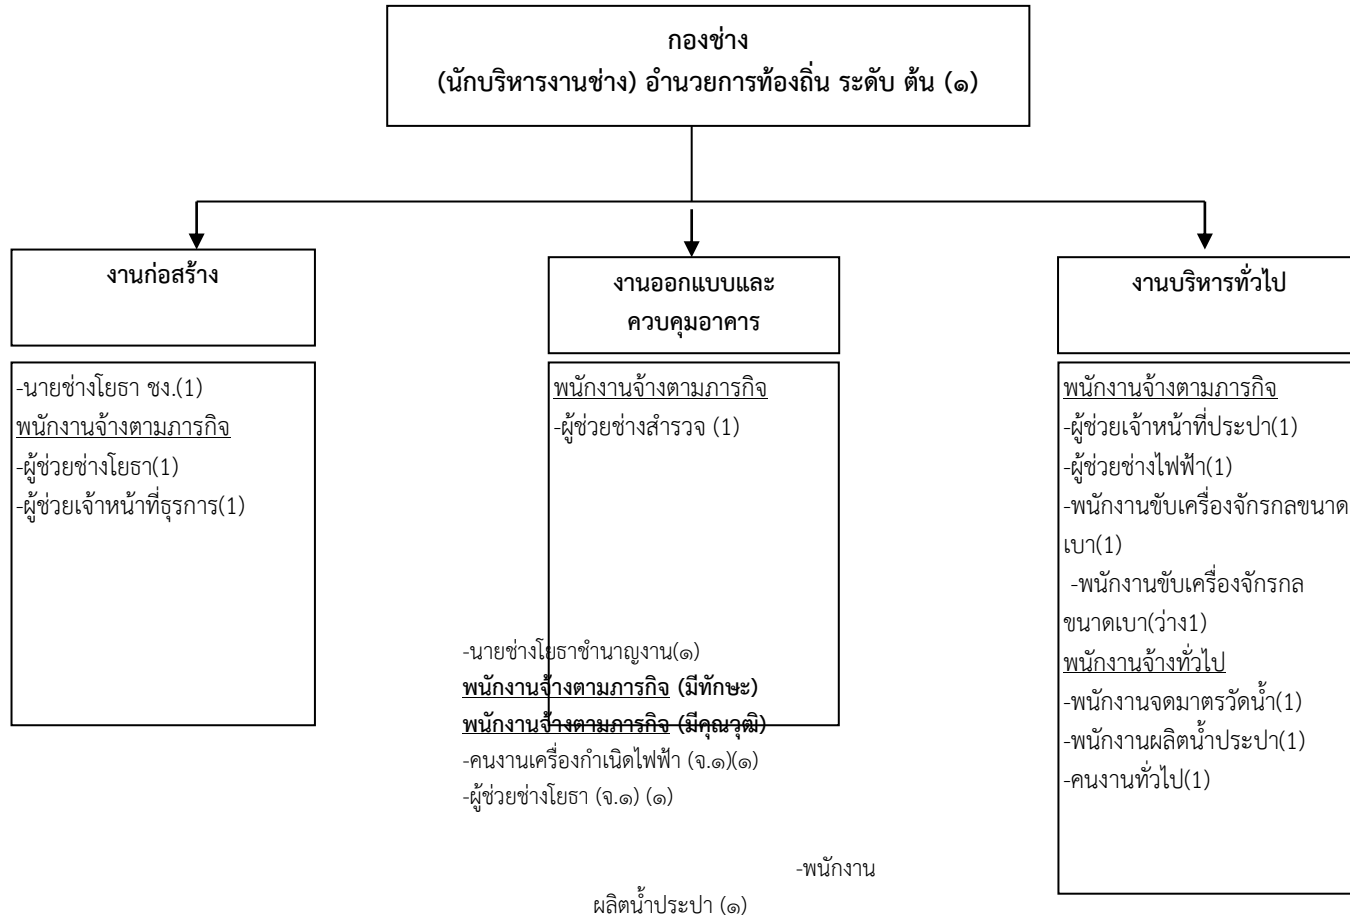 กองช่าง
(นักบริหารงานช่าง) อำนวยการท้องถิ่น ระดับ ต้น (๑)
งานก่อสร้าง
-นายช่างโยธา ชง.(1)
พนักงานจ้างตามภารกิจ
-ผู้ช่วยช่างโยธา(1)
-ผู้ช่วยเจ้าหน้าที่ธุรการ(1)
งานออกแบบและ
ควบคุมอาคาร
พนักงานจ้างตามภารกิจ
-ผู้ช่วยช่างสำรวจ (1)
-นายช่างโยธาชำนาญงาน(๑)
พนักงานจ้างตามภารกิจ (มีทักษะ)
พนักงานจ้างตามภารกิจ (มีคุณวุฒิ)
-คนงานเครื่องกำเนิดไฟฟ้า (จ.๑)(๑)
-ผู้ช่วยช่างโยธา (จ.๑) (๑)
-พนักงาน
ผลิตน้ำประปา (๑)
งานบริหารทั่วไป
พนักงานจ้างตามภารกิจ
-ผู้ช่วยเจ้าหน้าที่ประปา(1)
-ผู้ช่วยช่างไฟฟ้า(1)
-พนักงานขับเครื่องจักรกลขนาด
เบา(1)
-พนักงานขับเครื่องจักรกล
ขนาดเบา(ว่าง1)
พนักงานจ้างทั่วไป
-พนักงานจดมาตรวัดน้ำ(1)
-พนักงานผลิตน้ำประปา(1)
-คนงานทั่วไป(1)